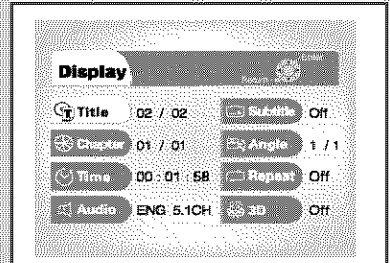 Display
Return
Title 02 / 02 Subtitle Off
Chapter 01 / 01 Angle 1 / 1
Time 00 : 01 : 58 Repeat Off
Audio ENG 5.1CH 3D Off